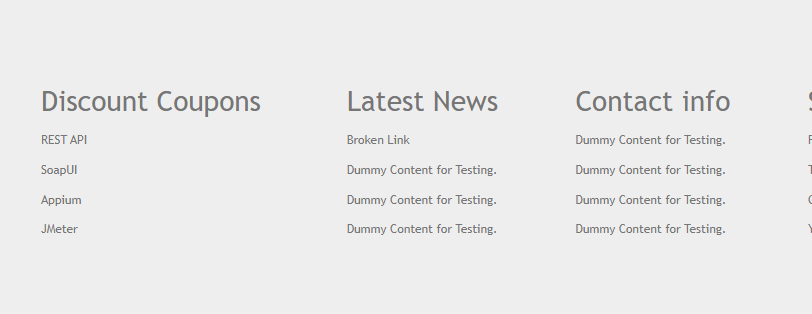 Discount Coupons
REST API
SoapUI
Appium
JMeter
Latest News
Broken Link
Dummy Content for Testing.
Dummy Content for Testing.
Dummy Content for Testing.
Contact info
Dummy Content for Testing.
Dummy Content for Testing.
Dummy Content for Testing.
Dummy Content for Testing.